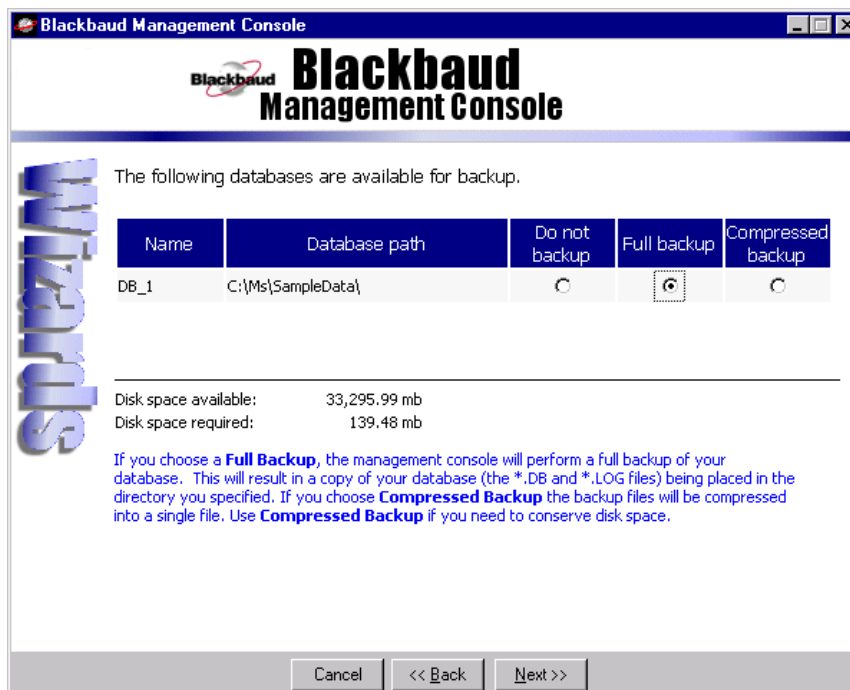 Blackbaud Management Console
Blackbaud
Blackbaud
Management Console
Wizards
The following databases are available for backup.
Name Database path Do not backup Full backup Compressed backup
DB_1 C:\Ms\SampleData\
Disk space available: 33,295.99 mb
Disk space required: 139.48 mb
If you choose a Full Backup, the management console will perform a full backup of your
database. This will result in a copy of your database (the *.DB and *.LOG files) being placed in the
directory you specified. If you choose Compressed Backup the backup files will be compressed
into a single file. Use Compressed Backup if you need to conserve disk space.
Cancel << Back Next >>